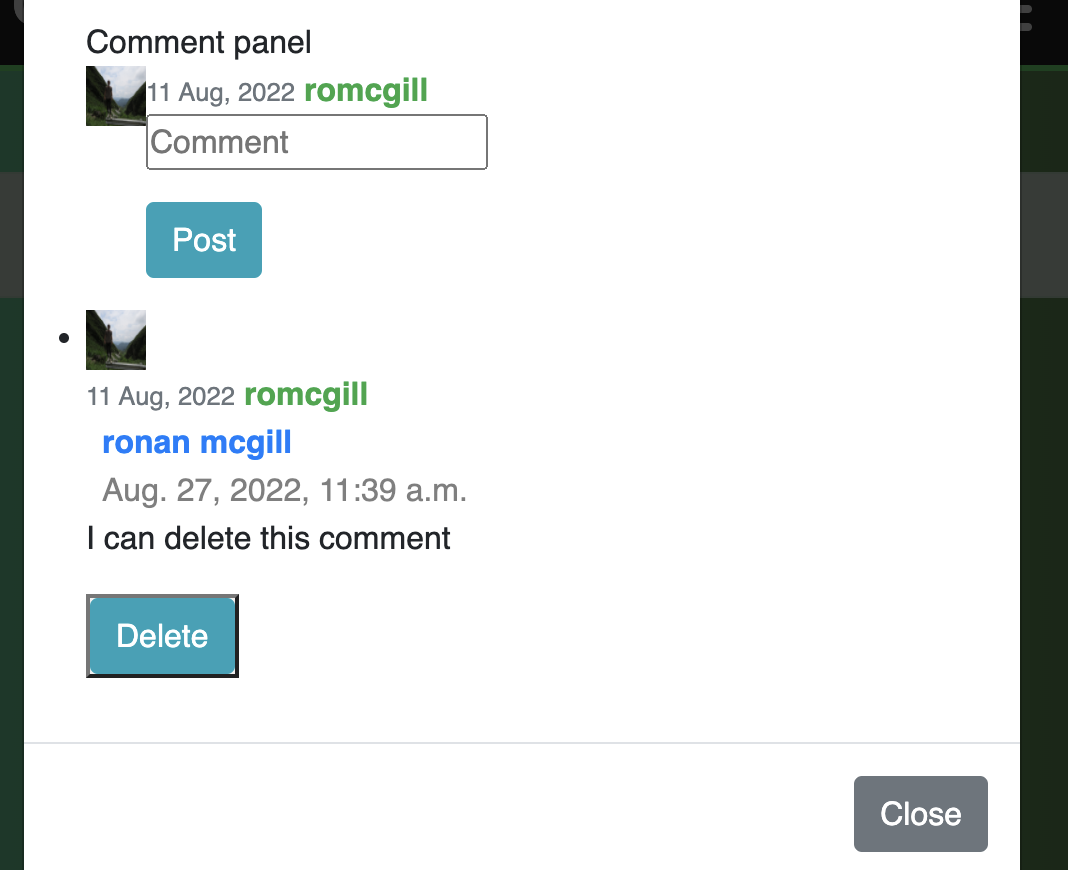 Comment panel
11 Aug, 2022 romcgill
Comment
Post
11 Aug, 2022 romcgill
ronan mcgill
Aug. 27, 2022, 11:39 a.m.
I can delete this comment
Delete
Close